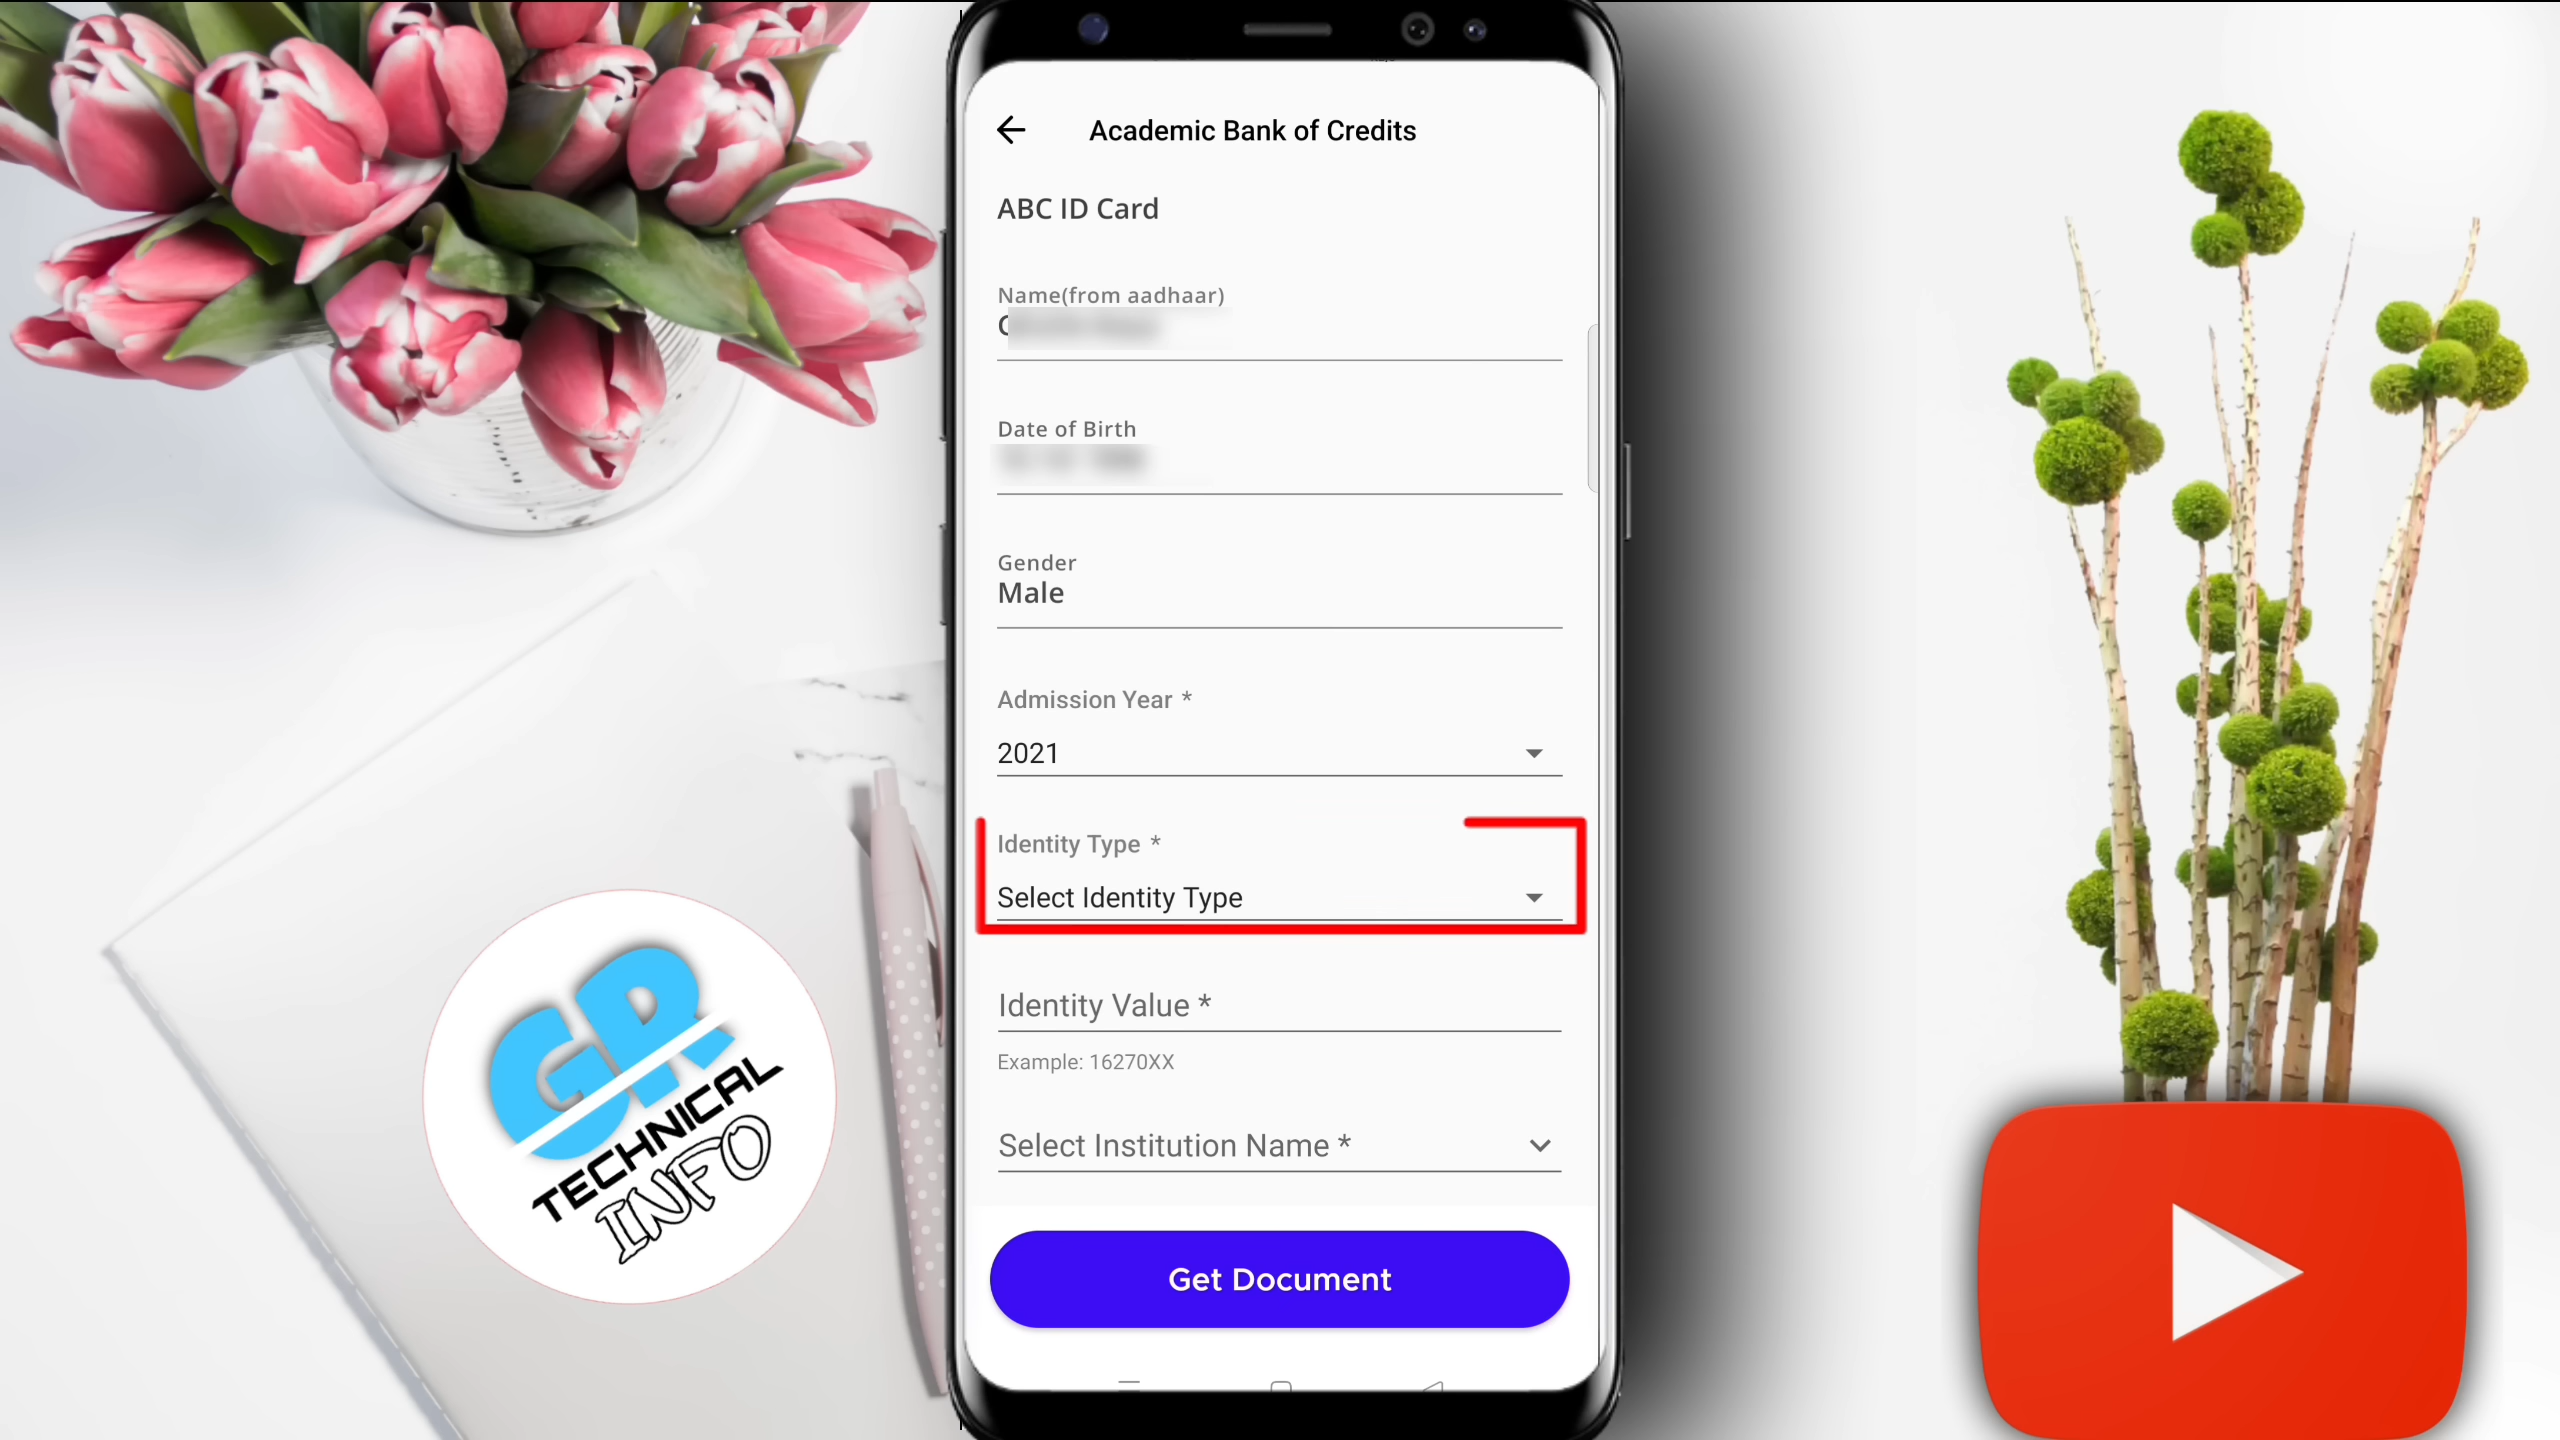 Academic Bank of Credits
ABC ID Card
Name(from aadhaar)
Date of Birth
Gender
Male
Admission Year *
2021
Identity Type *
Select Identity Type
Identity Value *
Example: 16270XX
Select Institution Name *
Get Document
GR
TECHNICAL
INFO